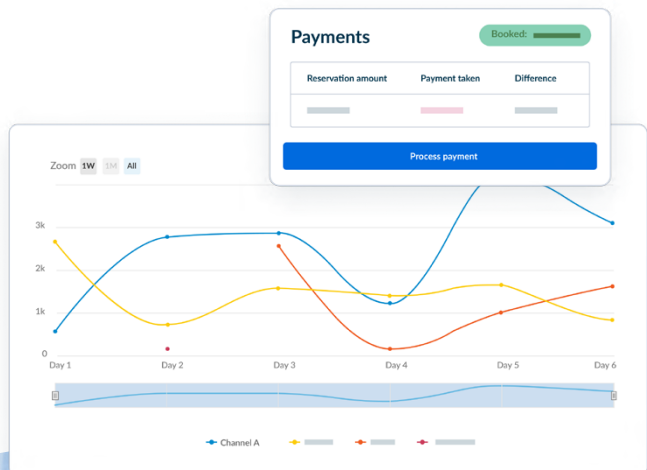 Payments
Booked:
Reservation amount Payment taken Difference
Process payment
Zoom 1W 1M All
3k
2k
1k
0
Day 1 Day 2 Day 3 Day 4 Day 5 Day 6
Channel A